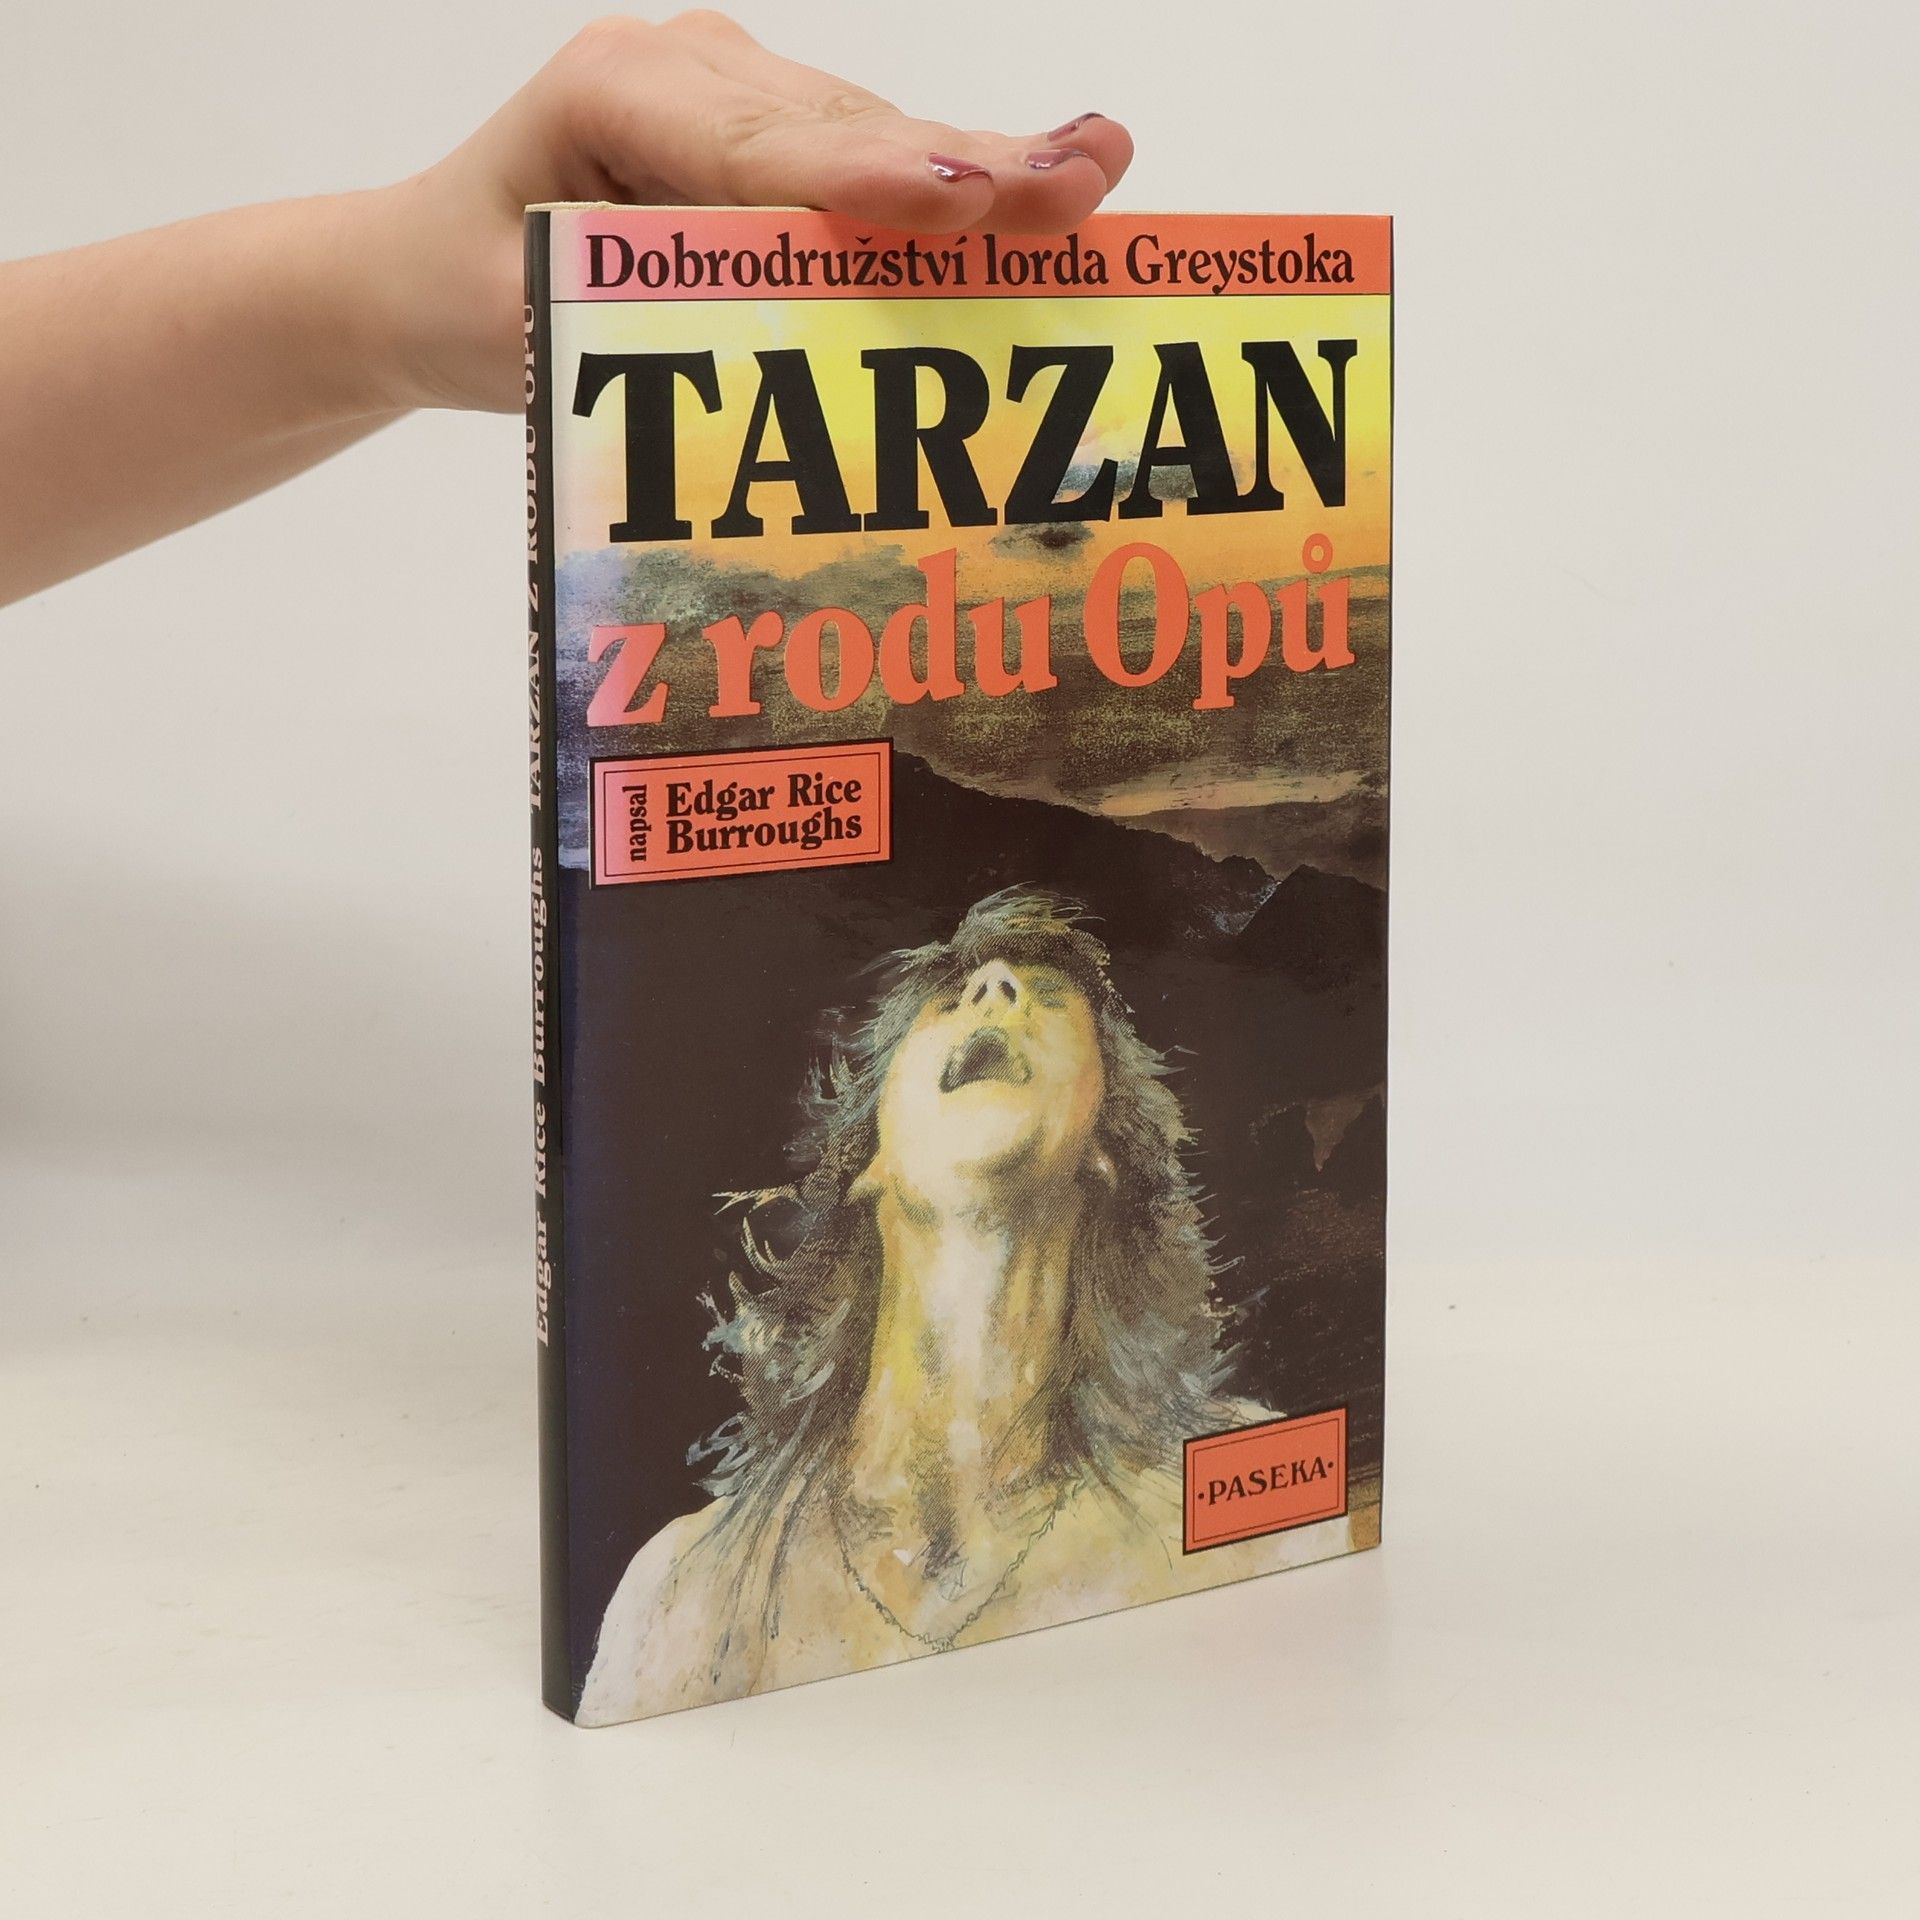 Dobrodružství lorda Greystoka
TARZAN
z rodu Opů
napsal
Edgar Rice
Burroughs
·PASEKA·
Edgar Rice Burroughs TARZAN Z RODU OPŮ